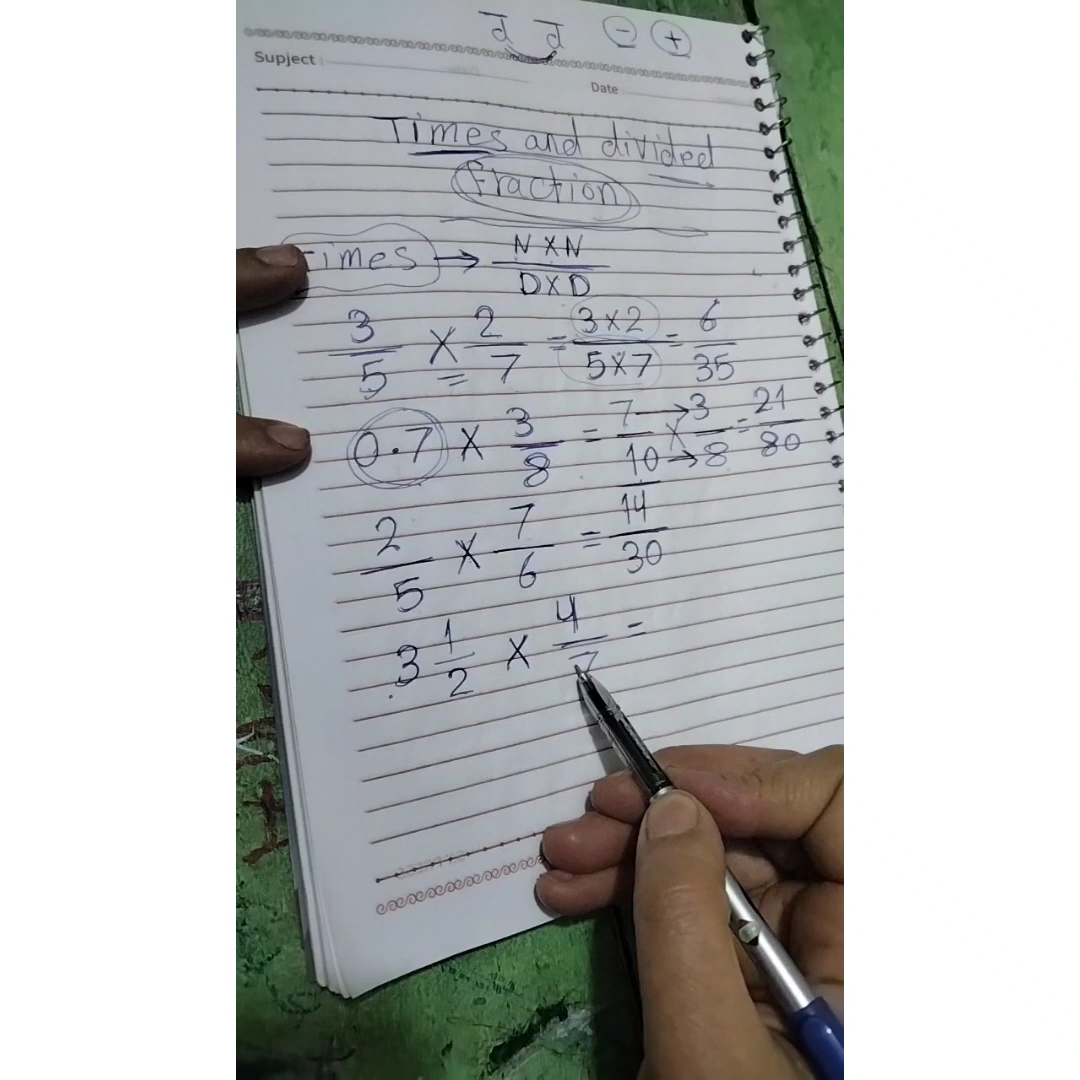 d d - +
Supject
Date
Times and divided
fraction
Times → N×N / D×D
3/5 × 2/7 = 3×2 / 5×7 = 6/35
0.7 × 3/8 = 7/10 × 3/8 = 21/80
2/5 × 7/6 = 14/30
3 1/2 × 4/7 =